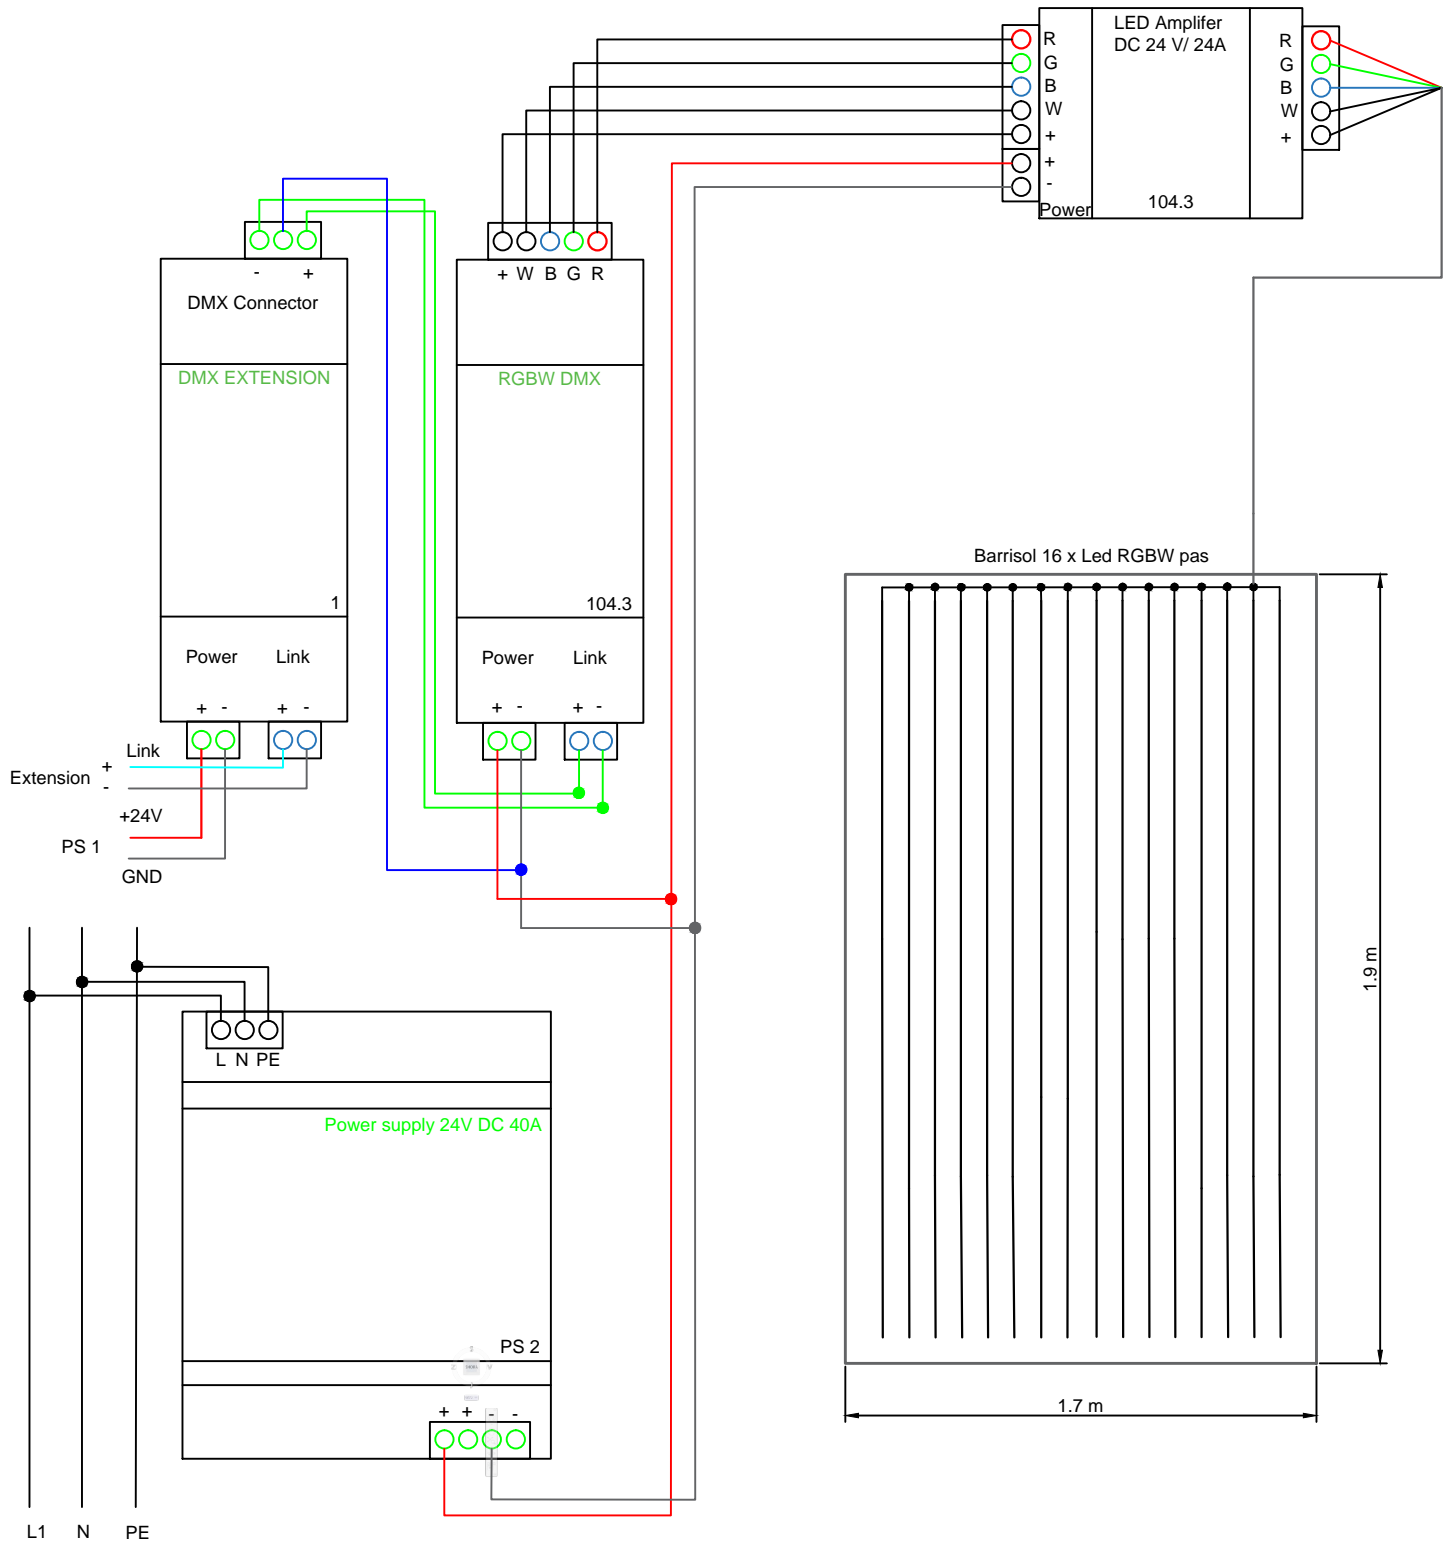 LED Amplifer
DC 24 V/ 24A
R
G
B
W
+
+
-
Power
104.3
R
G
B
W
+
- +
DMX Connector
DMX EXTENSION
1
Power Link
+ - + -
+ W B G R
RGBW DMX
104.3
Power Link
+ - + -
Link
Extension + -
+24V
PS 1
GND
Barrisol 16 x Led RGBW pas
1.9 m
1.7 m
L N PE
Power supply 24V DC 40A
PS 2
+ + - -
L1 N PE